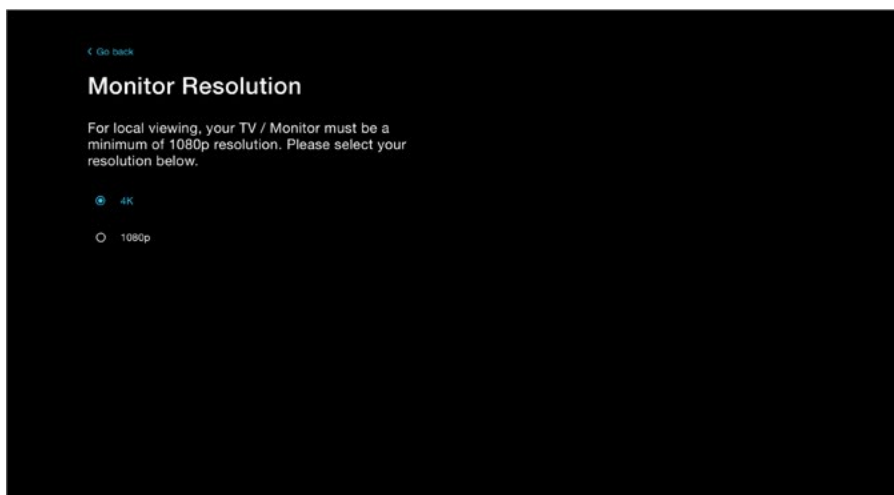 Go back
Monitor Resolution
For local viewing, your TV / Monitor must be a
minimum of 1080p resolution. Please select your
resolution below.
4K
1080p